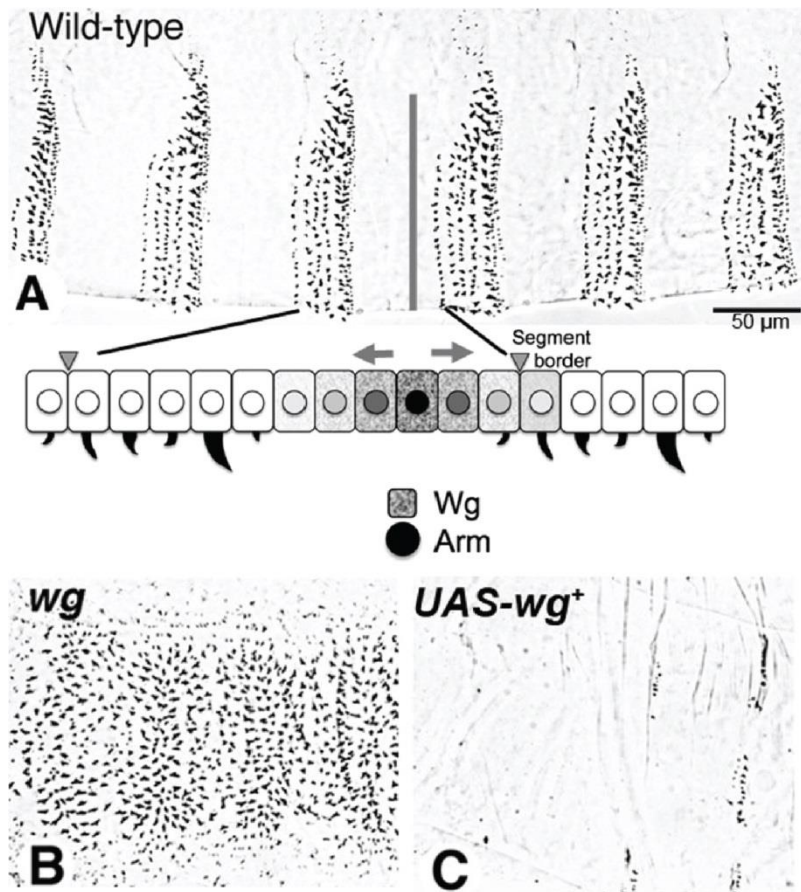 Wild-type
A
50 µm
Segment
border
Wg
Arm
wg
UAS-wg⁺
B
C